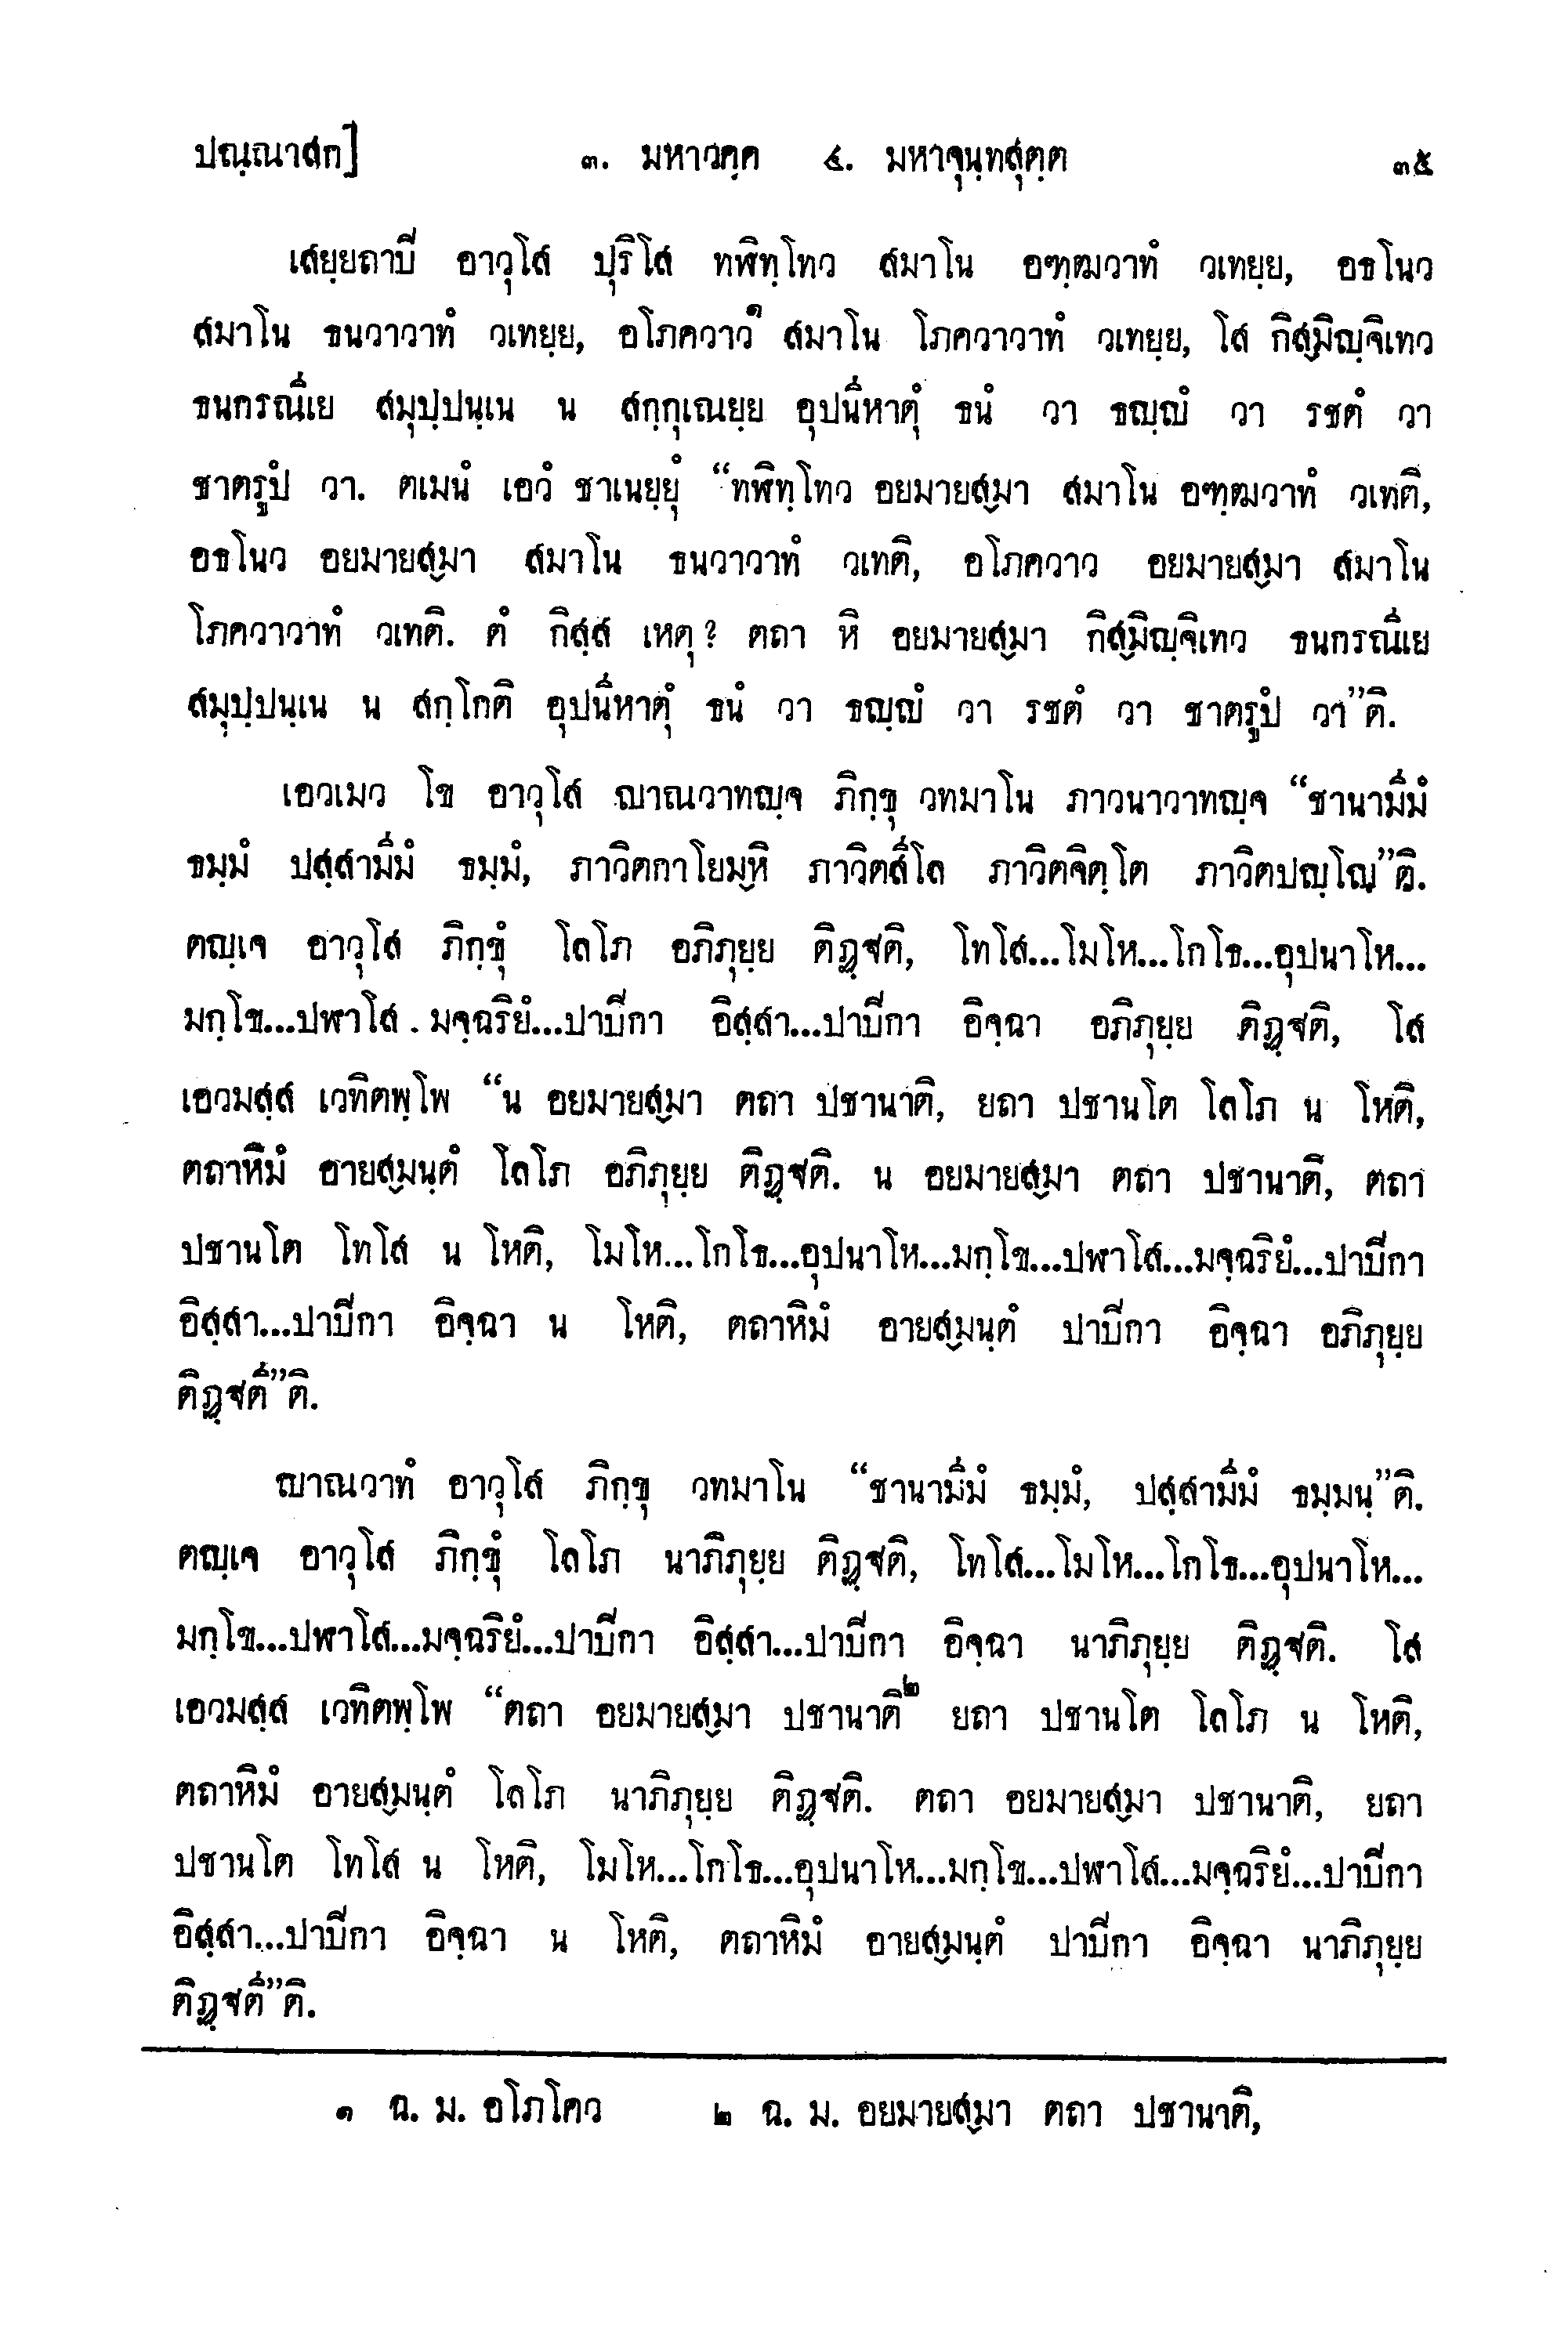 ปณฺณาสก]	๓. มหาวคฺค ๔. มหาจุนฺทสุตฺต	๓๕
เสยฺยถาปี อาวุโส ปุริโส ทฬิทฺโทว สมาโน อฑฺฒวาทํ วเทยฺย, อธโนว
สมาโน ธนวาวาทํ วเทยฺย, อโภควาว๑ สมาโน โภควาวาทํ วเทยฺย, โส กิสฺมิญฺจิเทว
ธนกรณีเย สมุปฺปนฺเน น สกฺกุเณยฺย อุปนีหาตุํ ธนํ วา ธญฺญํ วา รชตํ วา
ชาตรูปํ วา. ตเมนํ เอวํ ชาเนยฺยุํ “ทฬิทฺโทว อยมายสฺมา สมาโน อฑฺฒวาทํ วเทติ,
อธโนว อยมายสฺมา สมาโน ธนวาวาทํ วเทติ, อโภควาว อยมายสฺมา สมาโน
โภควาวาทํ วเทติ. ตํ กิสฺส เหตุ? ตถา หิ อยมายสฺมา กิสฺมิญฺจิเทว ธนกรณีเย
สมุปฺปนฺเน น สกฺโกติ อุปนีหาตุํ ธนํ วา ธญฺญํ วา รชตํ วา ชาตรูปํ วา”ติ.
เอวเมว โข อาวุโส ญาณวาทญฺจ ภิกฺขุ วทมาโน ภาวนาวาทญฺจ “ชานามีมํ
ธมฺมํ ปสฺสามีมํ ธมฺมํ, ภาวิตกาโยมฺหิ ภาวิตสีโล ภาวิตจิตฺโต ภาวิตปญฺโญ”ติ.
ตญฺเจ อาวุโส ภิกฺขุํ โลโภ อภิภุยฺย ติฏฺฐติ, โทโส...โมโห...โกโธ...อุปนาโห...
มกฺโข...ปฬาโส . มจฺฉริยํ...ปาปีกา อิสฺสา...ปาปีกา อิจฺฉา อภิภุยฺย ติฏฺฐติ, โส
เอวมสฺส เวทิตพฺโพ “น อยมายสฺมา ตถา ปชานาติ, ยถา ปชานโต โลโภ น โหติ,
ตถาหิมํ อายสฺมนฺตํ โลโภ อภิภุยฺย ติฏฺฐติ. น อยมายสฺมา ตถา ปชานาติ, ตถา
ปชานโต โทโส น โหติ, โมโห...โกโธ...อุปนาโห...มกฺโข...ปฬาโส...มจฺฉริยํ...ปาปีกา
อิสฺสา...ปาปีกา อิจฺฉา น โหติ, ตถาหิมํ อายสฺมนฺตํ ปาปีกา อิจฺฉา อภิภุยฺย
ติฏฺฐตี”ติ.
ญาณวาทํ อาวุโส ภิกฺขุ วทมาโน “ชานามีมํ ธมฺมํ, ปสฺสามีมํ ธมฺมนฺ”ติ.
ตญฺเจ อาวุโส ภิกฺขุํ โลโภ นาภิภุยฺย ติฏฺฐติ, โทโส...โมโห...โกโธ...อุปนาโห...
มกฺโข...ปฬาโส...มจฺฉริยํ...ปาปีกา อิสฺสา...ปาปีกา อิจฺฉา นาภิภุยฺย ติฏฺฐติ. โส
เอวมสฺส เวทิตพฺโพ “ตถา อยมายสฺมา ปชานาติ๒ ยถา ปชานโต โลโภ น โหติ,
ตถาหิมํ อายสฺมนฺตํ โลโภ นาภิภุยฺย ติฏฺฐติ. ตถา อยมายสฺมา ปชานาติ, ยถา
ปชานโต โทโส น โหติ, โมโห...โกโธ...อุปนาโห...มกฺโข...ปฬาโส...มจฺฉริยํ...ปาปีกา
อิสฺสา...ปาปีกา อิจฺฉา น โหติ, ตถาหิมํ อายสฺมนฺตํ ปาปีกา อิจฺฉา นาภิภุยฺย
ติฏฺฐตี”ติ.
๑ ฉ. ม. อโภโคว	๒ ฉ. ม. อยมายสฺมา ตถา ปชานาติ,